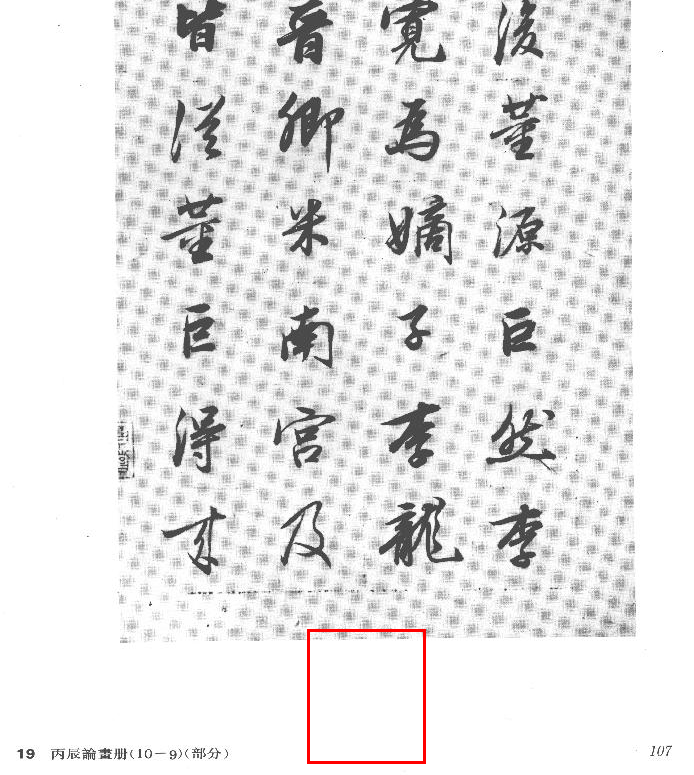 後董源巨然李
寬為嫡子李龍
晉卿米南宮及
皆從董巨得來
19 丙辰論畫册(10－9)(部分)
107